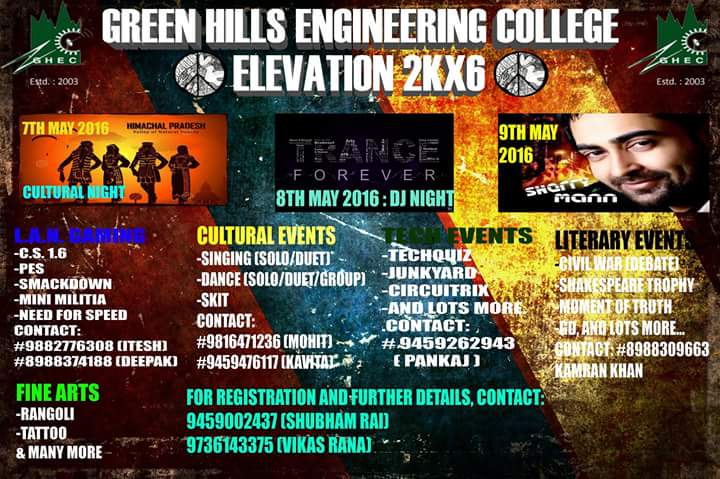 GREEN HILLS ENGINEERING COLLEGE
ELEVATION 2KX6
GHEC
Estd. : 2003
GHEC
Estd. : 2003
7TH MAY 2016
HIMACHAL PRADESH
Valley of Natural Beauty
CULTURAL NIGHT
TRANCE
FOREVER
8TH MAY 2016 : DJ NIGHT
9TH MAY
2016
Sharry
Mann
L.A.N. GAMING
-C.S. 1.6
-PES
-SMACKDOWN
-MINI MILITIA
-NEED FOR SPEED
CONTACT:
#9882776308 (ITESH)
#8988374188 (DEEPAK)
CULTURAL EVENTS
-SINGING (SOLO/DUET)
-DANCE (SOLO/DUET/GROUP)
-SKIT
CONTACT:
#9816471236 (MOHIT)
#9459476117 (KAVITA)
TECH EVENTS
-TECHQUIZ
-JUNKYARD
-CIRCUITRIX
-AND LOTS MORE.
CONTACT:
# 9459262943
( PANKAJ )
LITERARY EVENTS
-CIVIL WAR (DEBATE)
-SHAKESPEARE TROPHY
-MOMENT OF TRUTH
-GD, AND LOTS MORE...
CONTACT: #8988309663
KAMRAN KHAN
FINE ARTS
-RANGOLI
-TATTOO
& MANY MORE
FOR REGISTRATION AND FURTHER DETAILS, CONTACT:
9459002437 (SHUBHAM RAI)
9736143375 (VIKAS RANA)